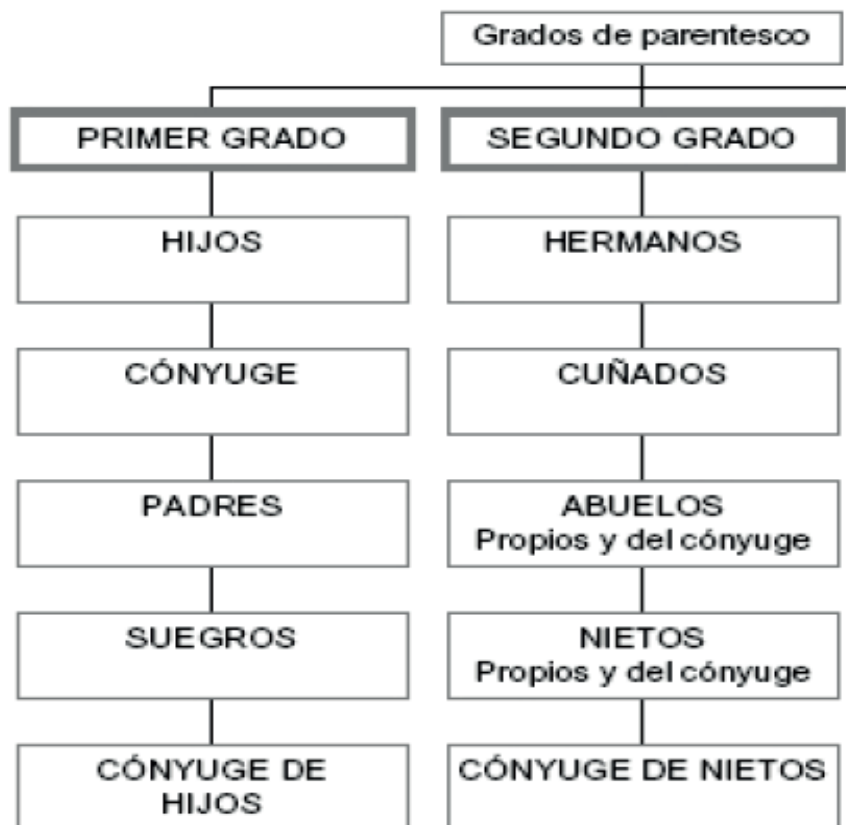 Grados de parentesco
PRIMER GRADO
HIJOS
CÓNYUGE
PADRES
SUEGROS
CÓNYUGE DE
HIJOS
SEGUNDO GRADO
HERMANOS
CUÑADOS
ABUELOS
Propios y del cónyuge
NIETOS
Propios y del cónyuge
CÓNYUGE DE NIETOS